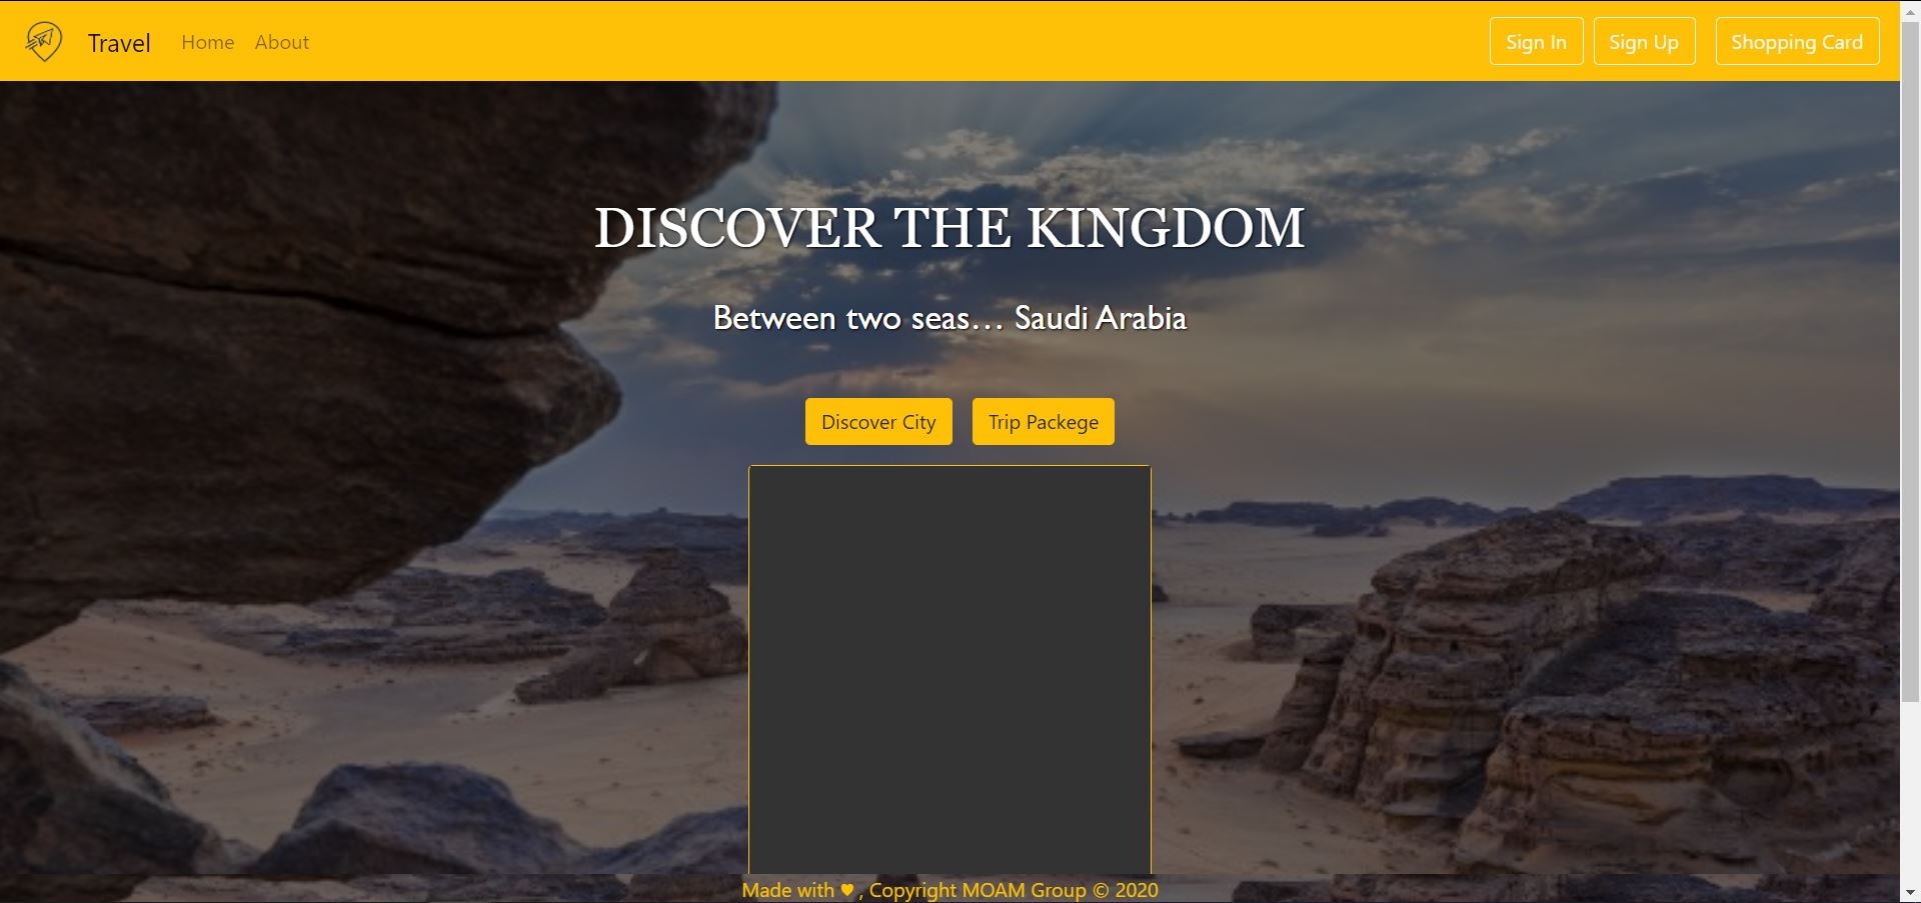 Travel Home About Sign In Sign Up Shopping Card
DISCOVER THE KINGDOM
Between two seas... Saudi Arabia
Discover City Trip Packege
Made with ♥ , Copyright MOAM Group © 2020